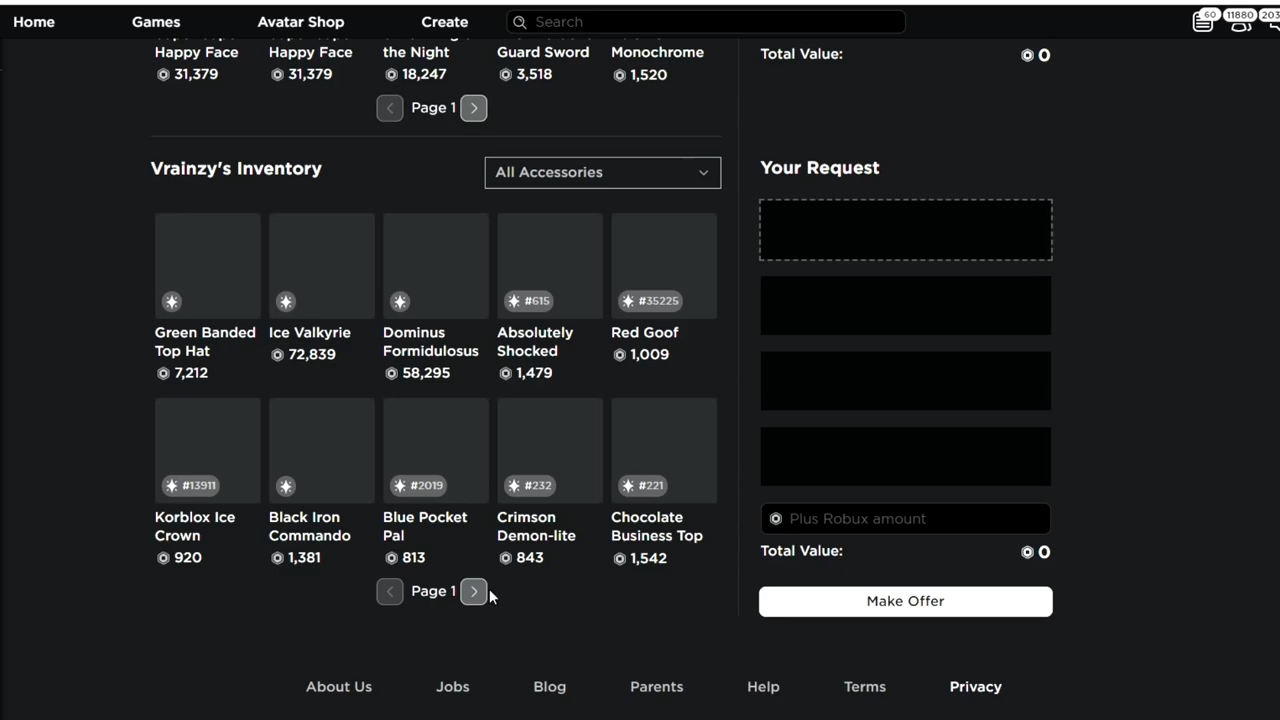 Home Games Avatar Shop Create Search 60 11880
Happy Face Happy Face the Night Guard Sword Monochrome
31,379 31,379 18,247 3,518 1,520
Total Value: 0
Page 1
Vrainzy's Inventory
All Accessories
Your Request
#615 #35225
Green Banded Ice Valkyrie Dominus Absolutely Red Goof
Top Hat 72,839 Formidulosus Shocked 1,009
7,212 58,295 1,479
#13911 #2019 #232 #221
Korblox Ice Black Iron Blue Pocket Crimson Chocolate
Crown Commando Pal Demon-lite Business Top
920 1,381 813 843 1,542
Page 1
Plus Robux amount
Total Value: 0
Make Offer
About Us Jobs Blog Parents Help Terms Privacy